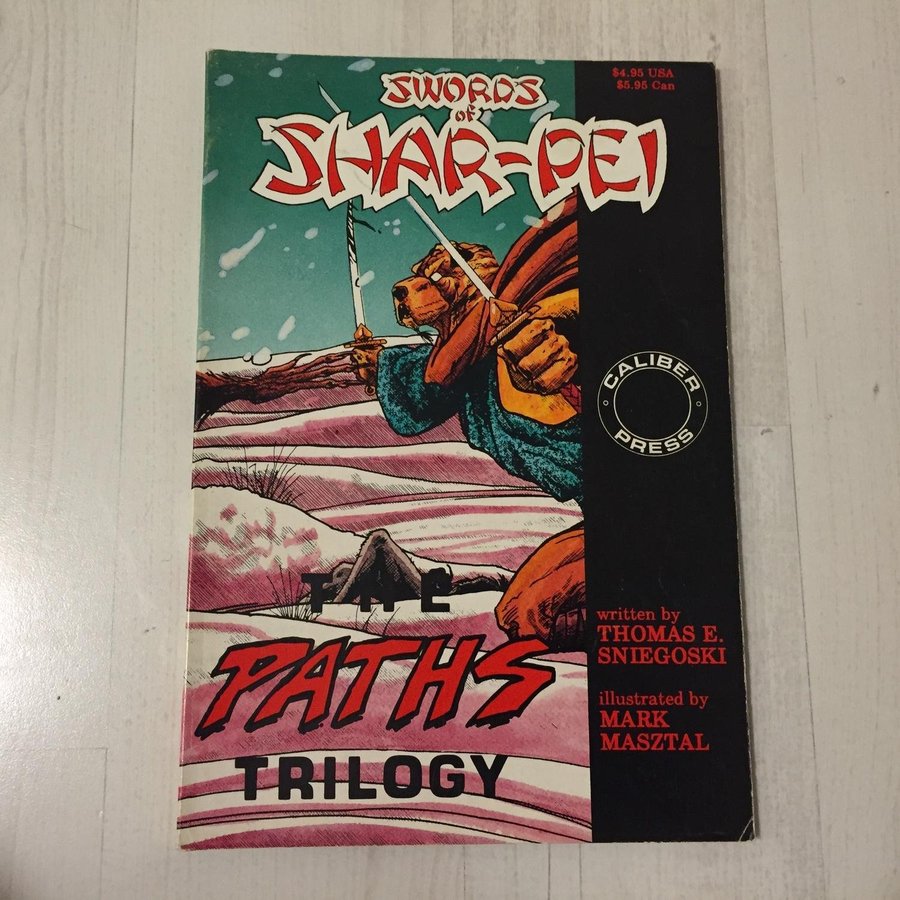 $4.95 USA
$5.95 Can
SWORDS
of
SHAR-PEI
CALIBER
PRESS
THE
PATHS
TRILOGY
written by
THOMAS E.
SNIEGOSKI
illustrated by
MARK
MASZTAL